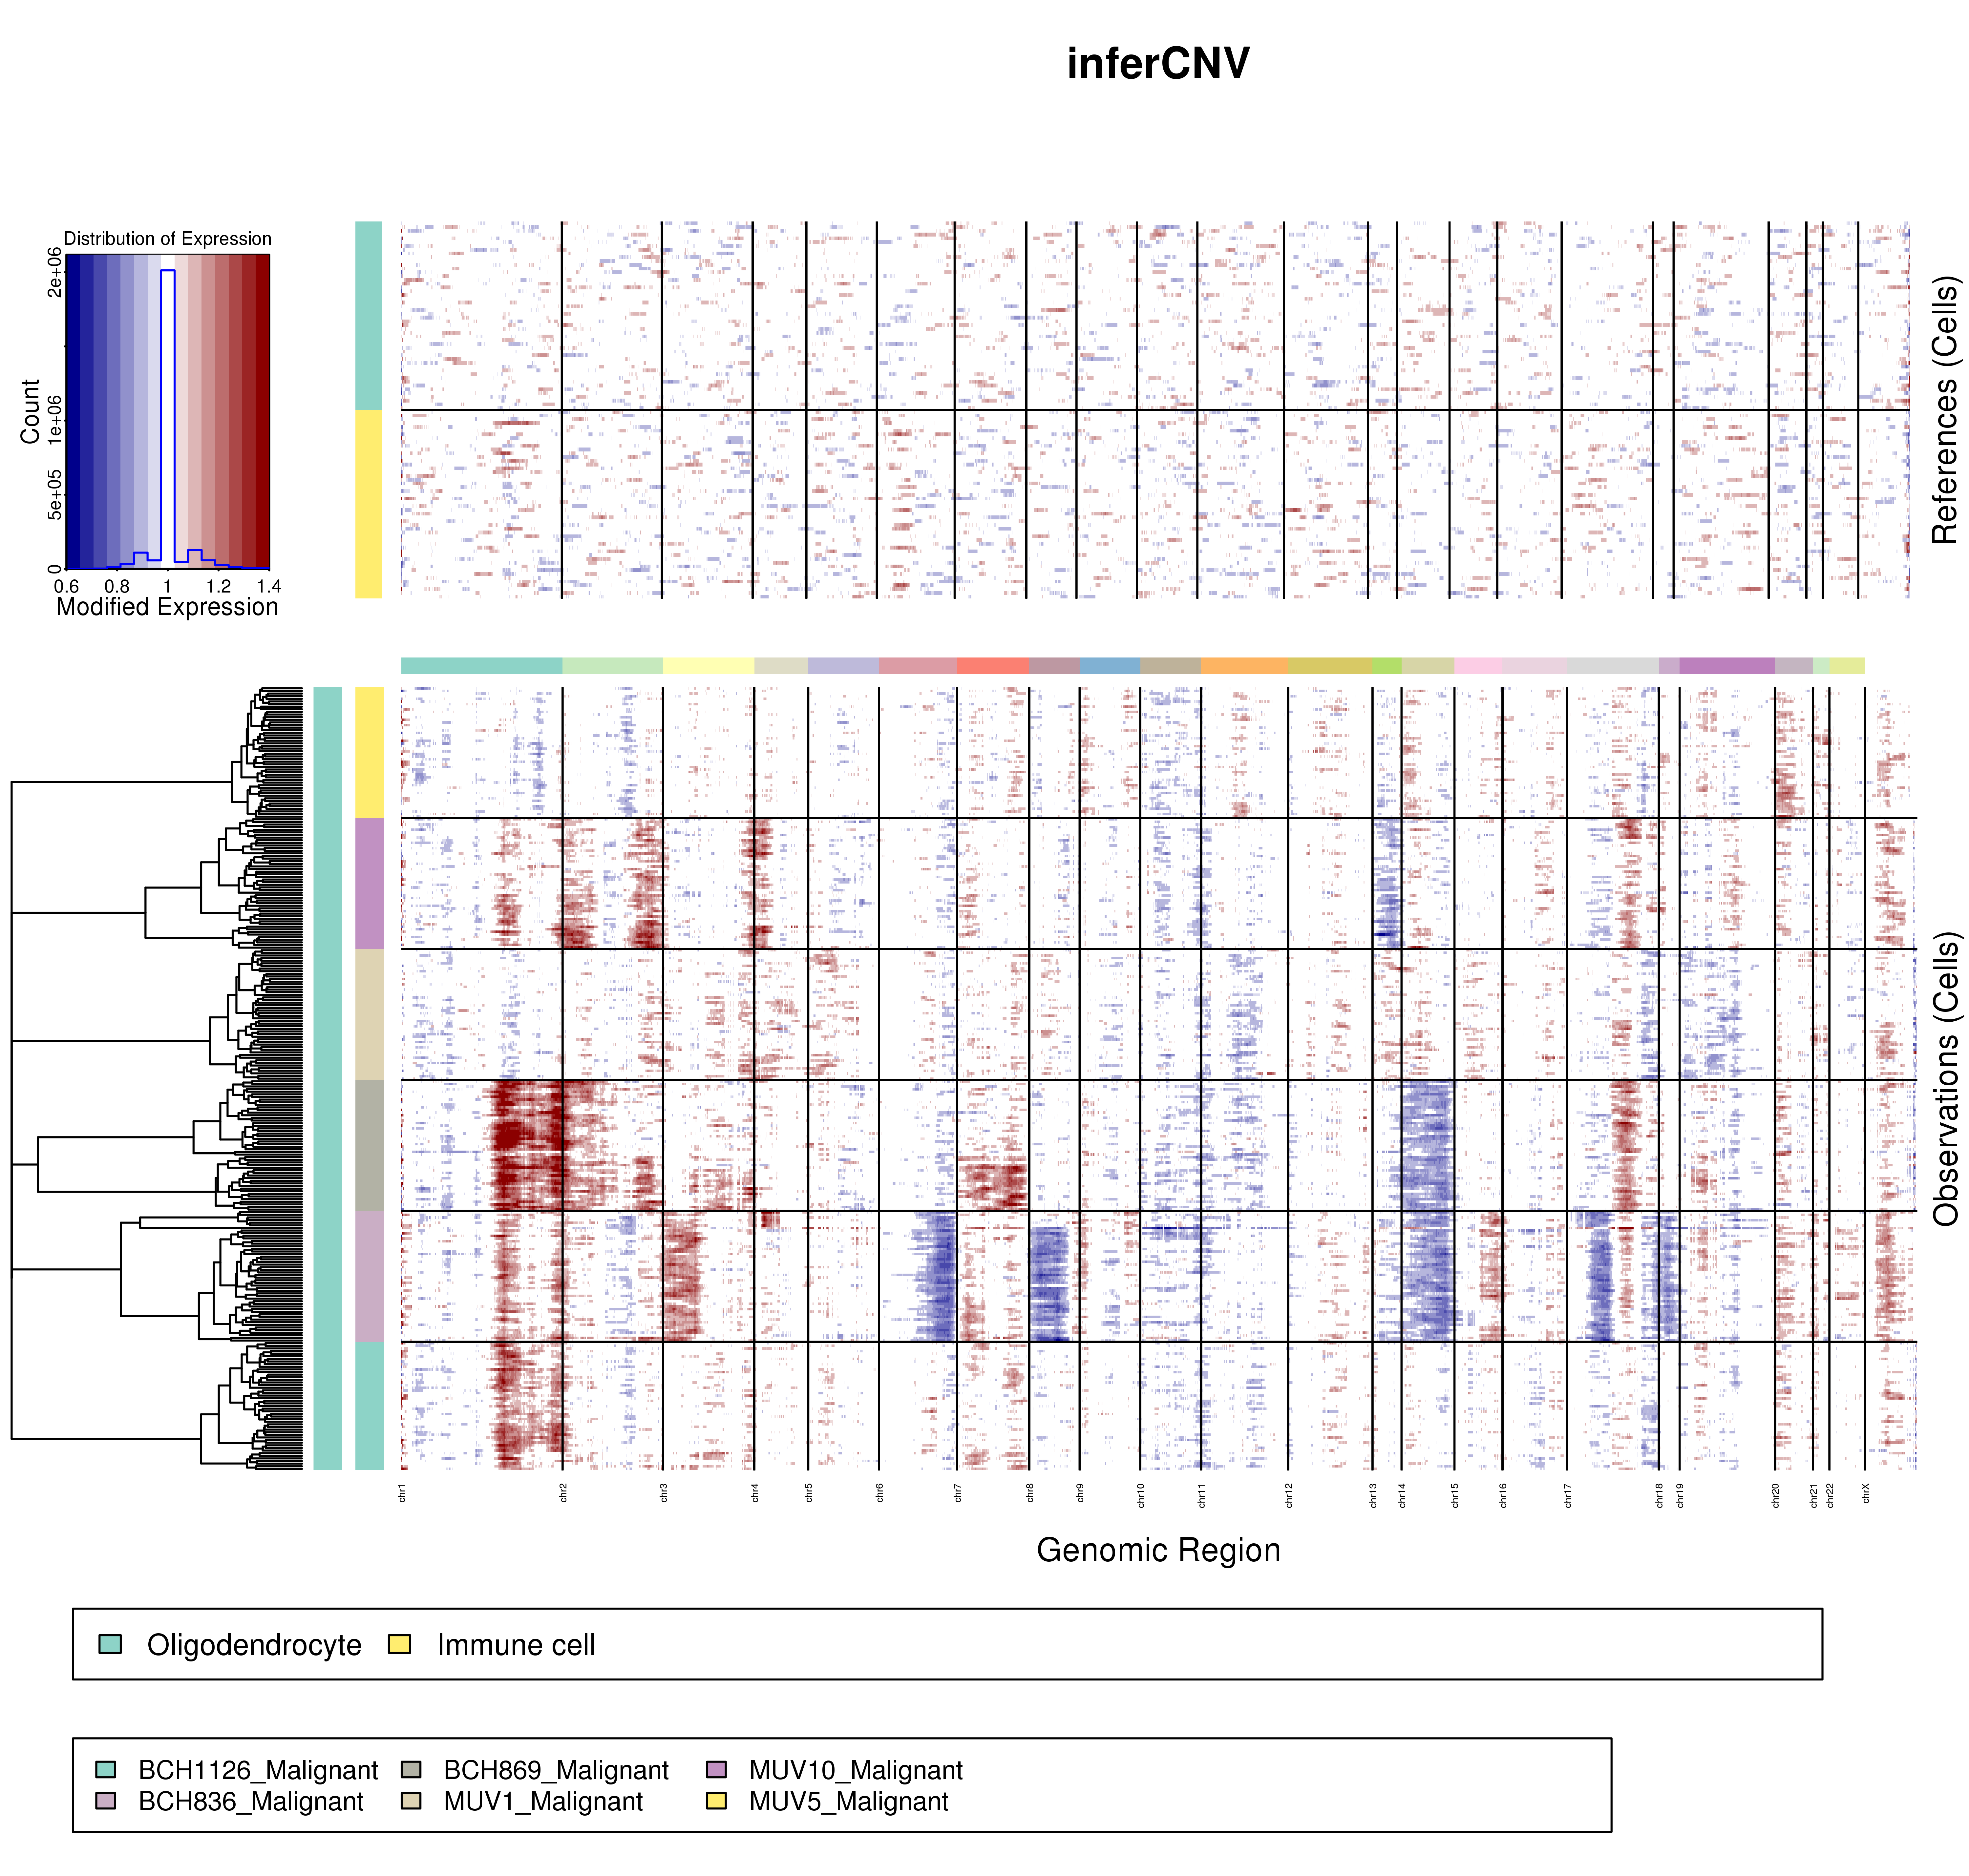 inferCNV
Distribution of Expression
Count
0 5e+05 1e+06 2e+06
0.6 0.8 1 1.2 1.4
Modified Expression
References (Cells)
Observations (Cells)
chr1 chr2 chr3 chr4 chr5 chr6 chr7 chr8 chr9 chr10 chr11 chr12 chr13 chr14 chr15 chr16 chr17 chr18 chr19 chr20 chr21 chr22 chrX
Genomic Region
Oligodendrocyte Immune cell
BCH1126_Malignant BCH869_Malignant MUV10_Malignant
BCH836_Malignant MUV1_Malignant MUV5_Malignant